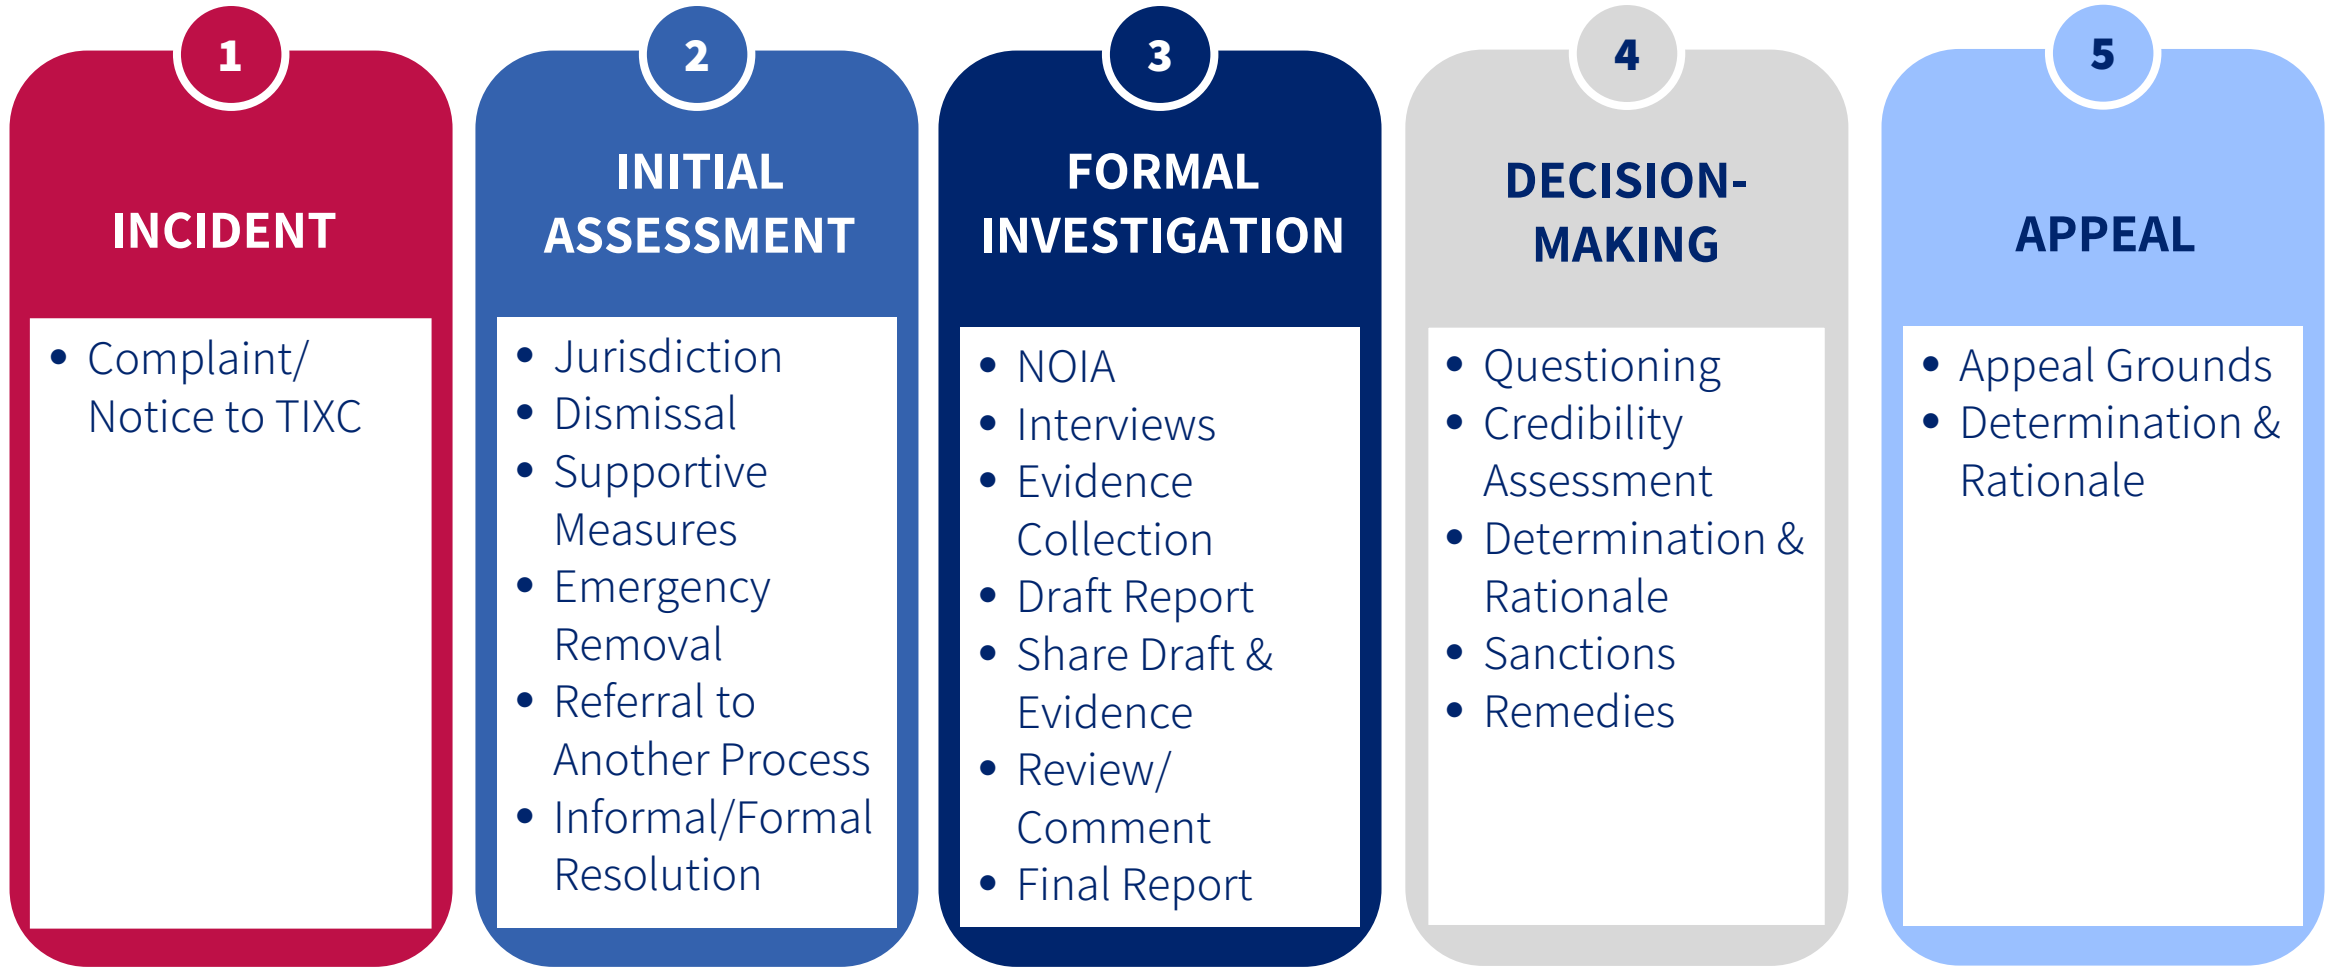 1
INCIDENT
• Complaint/
Notice to TIXC
2
INITIAL
ASSESSMENT
• Jurisdiction
• Dismissal
• Supportive
Measures
• Emergency
Removal
• Referral to
Another Process
• Informal/Formal
Resolution
3
FORMAL
INVESTIGATION
• NOIA
• Interviews
• Evidence
Collection
• Draft Report
• Share Draft &
Evidence
• Review/
Comment
• Final Report
4
DECISION-
MAKING
• Questioning
• Credibility
Assessment
• Determination &
Rationale
• Sanctions
• Remedies
5
APPEAL
• Appeal Grounds
• Determination &
Rationale